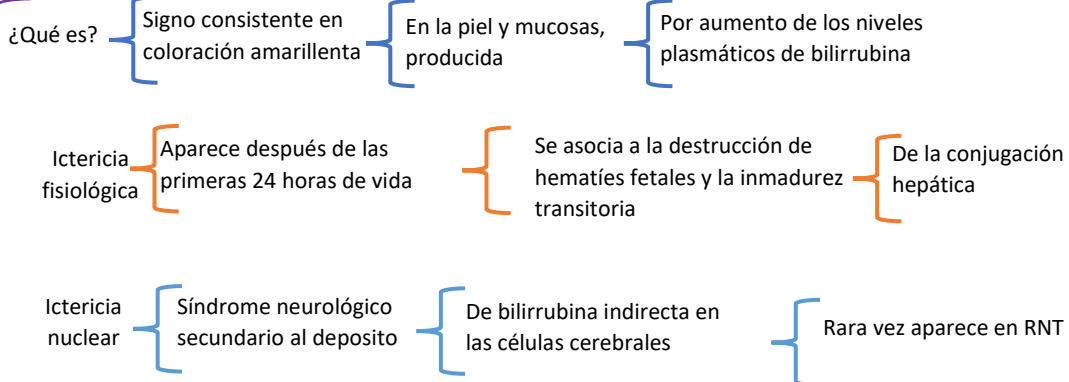 ¿Qué es?
Signo consistente en
coloración amarillenta
En la piel y mucosas,
producida
Por aumento de los niveles
plasmáticos de bilirrubina
Ictericia
fisiológica
Aparece después de las
primeras 24 horas de vida
Se asocia a la destrucción de
hematíes fetales y la inmadurez
transitoria
De la conjugación
hepática
Ictericia
nuclear
Síndrome neurológico
secundario al deposito
De bilirrubina indirecta en
las células cerebrales
Rara vez aparece en RNT